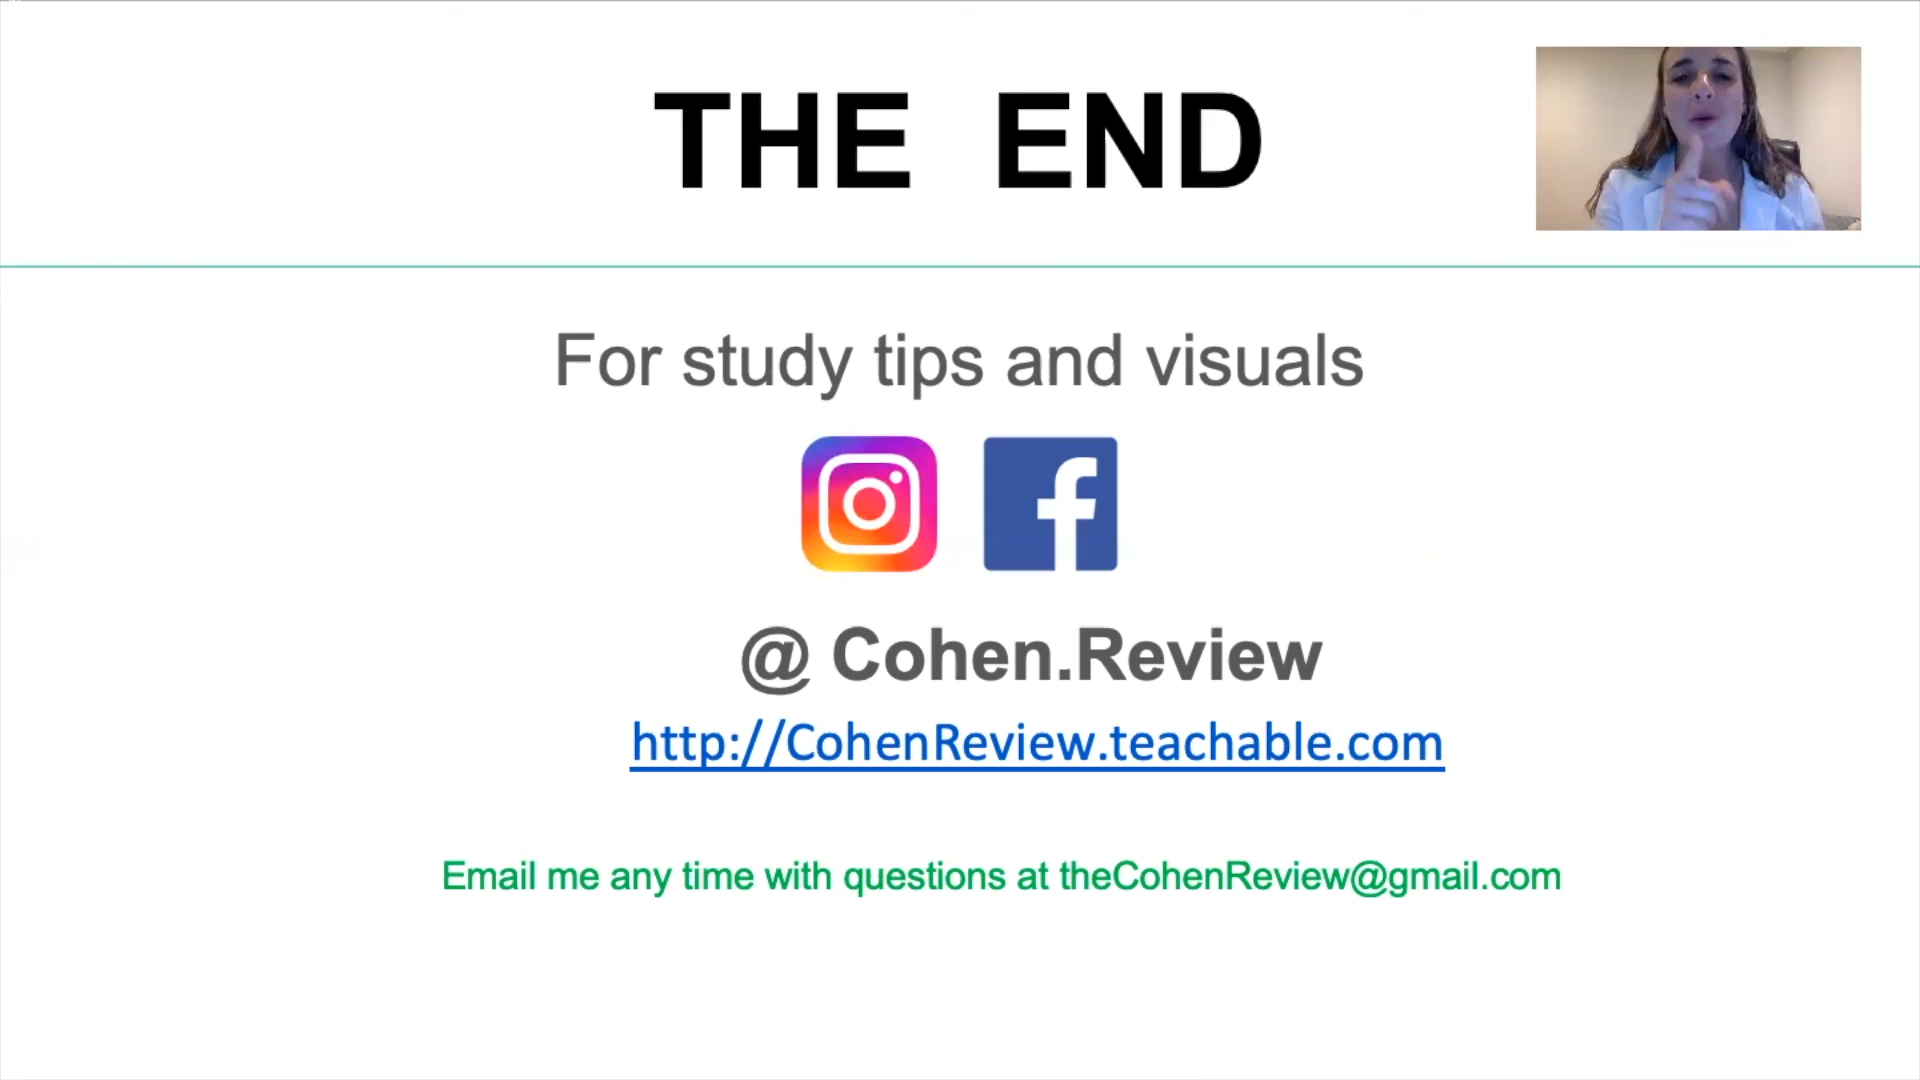 THE END
For study tips and visuals
@ Cohen.Review
http://CohenReview.teachable.com
Email me any time with questions at theCohenReview@gmail.com